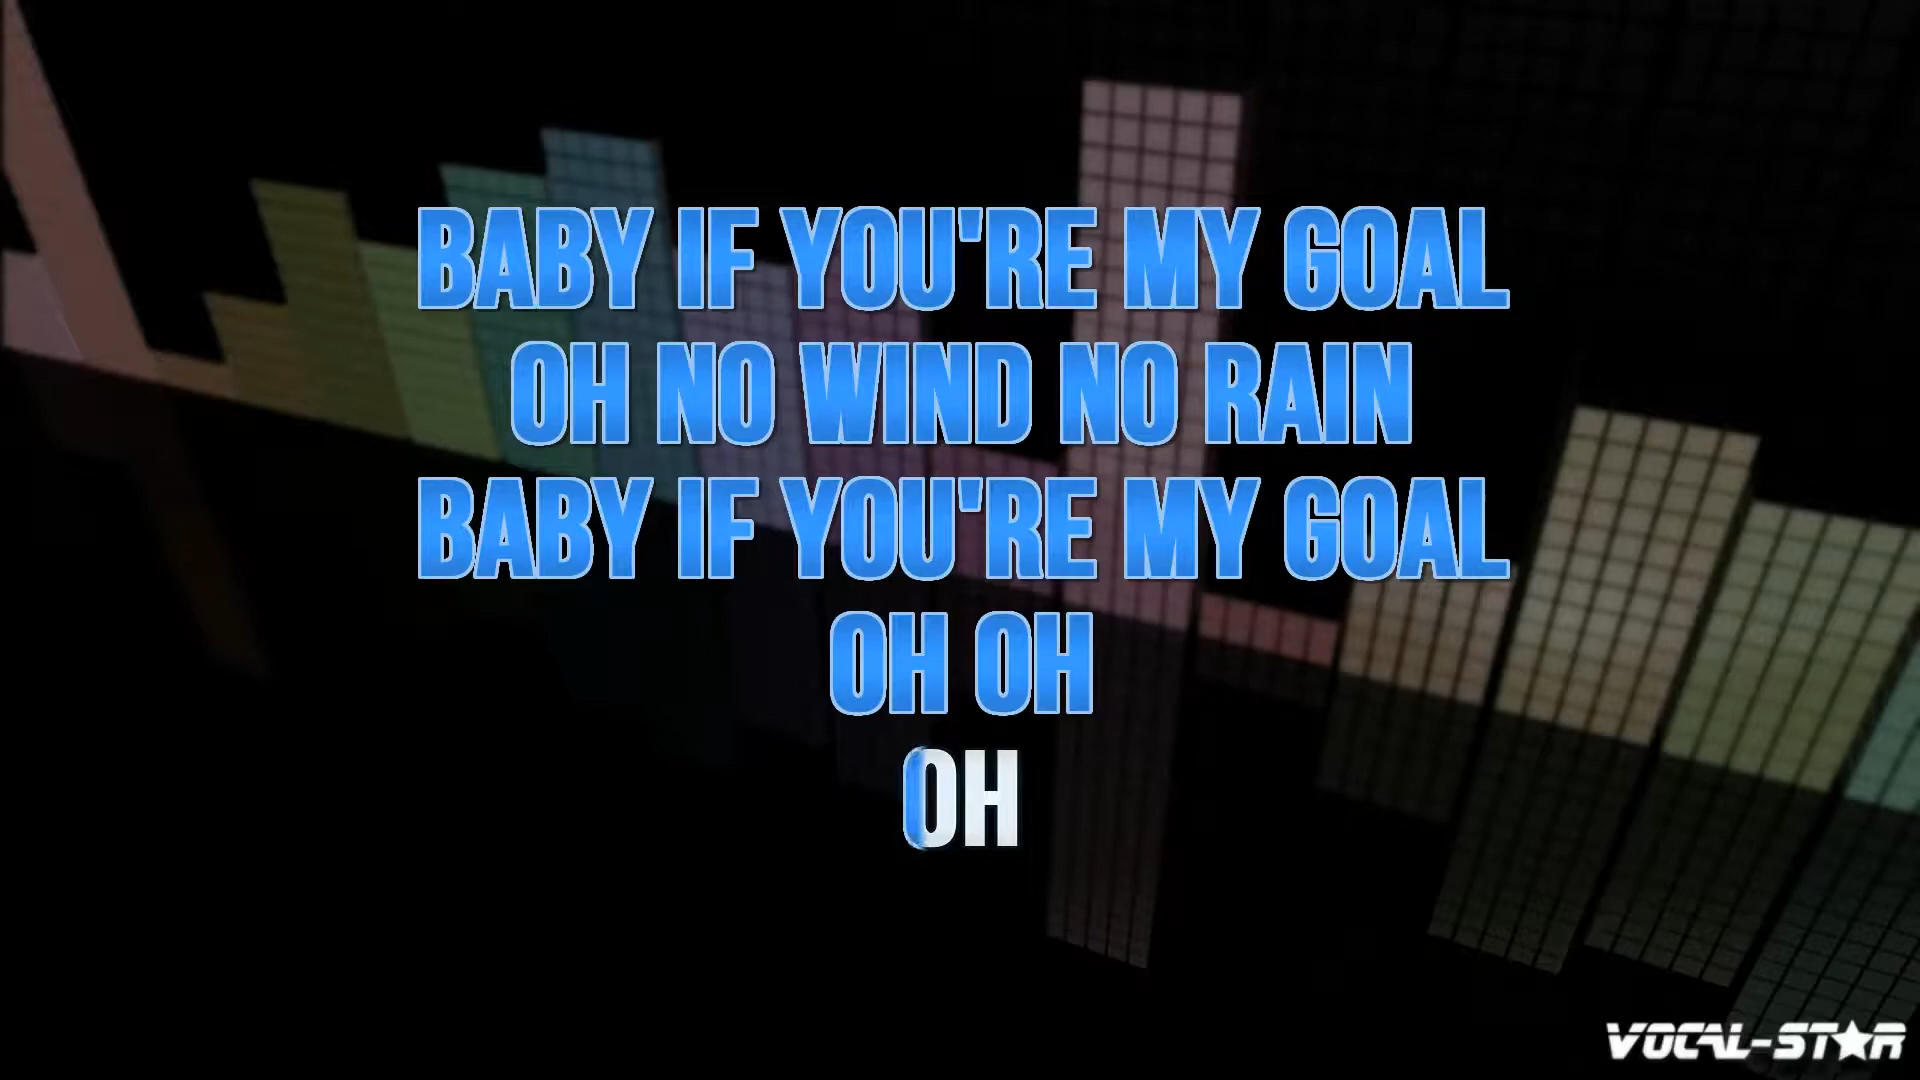 BABY IF YOU'RE MY GOAL
OH NO WIND NO RAIN
BABY IF YOU'RE MY GOAL
OH OH
OH
VOCAL-STAR